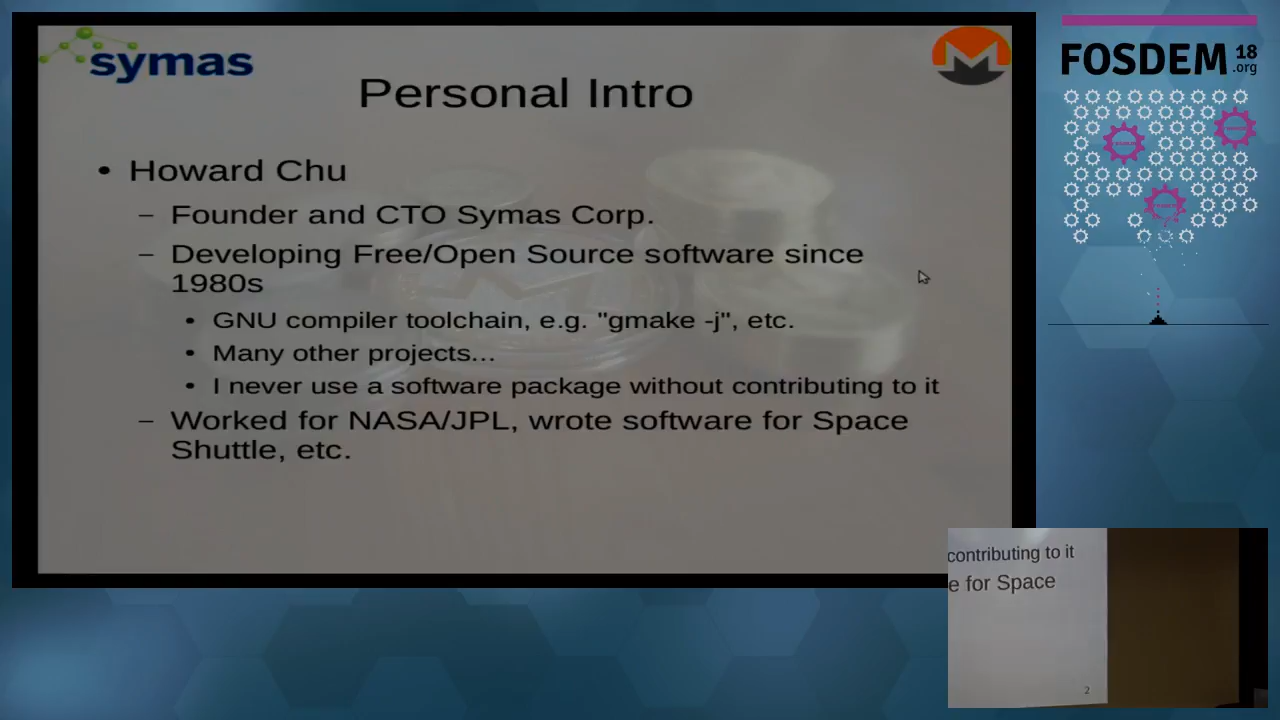 symas
Personal Intro
• Howard Chu
– Founder and CTO Symas Corp.
– Developing Free/Open Source software since
1980s
• GNU compiler toolchain, e.g. "gmake -j", etc.
• Many other projects...
• I never use a software package without contributing to it
– Worked for NASA/JPL, wrote software for Space
Shuttle, etc.
FOSDEM 18
.org
contributing to it
e for Space
2